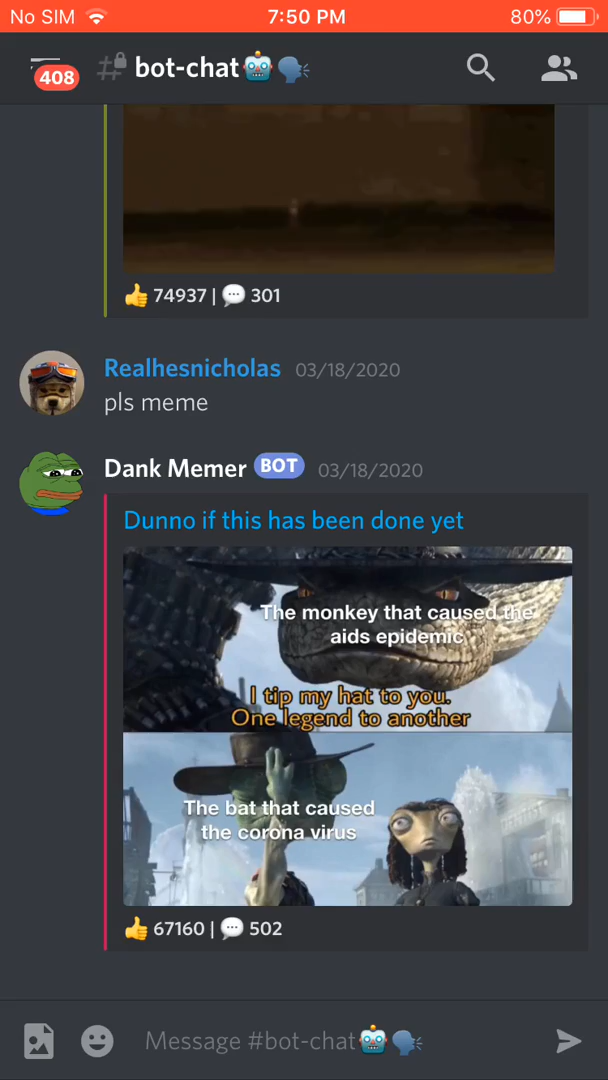 No SIM 7:50 PM 80%
408 # bot-chat🤖🗣
👍 74937 | 💬 301
Realhesnicholas 03/18/2020
pls meme
Dank Memer BOT 03/18/2020
Dunno if this has been done yet
The monkey that caused the
aids epidemic
I tip my hat to you.
One legend to another
The bat that caused
the corona virus
👍 67160 | 💬 502
Message #bot-chat🤖🗣